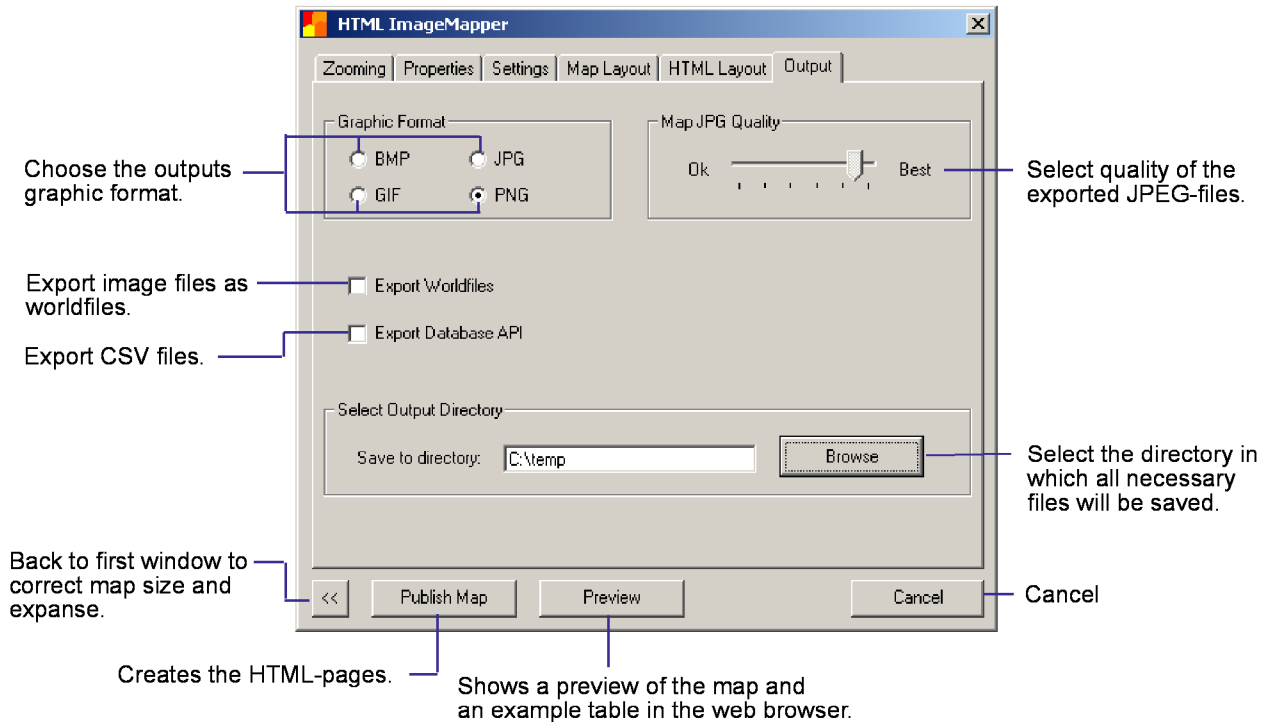 HTML ImageMapper
Zooming Properties Settings Map Layout HTML Layout Output
Graphic Format
BMP JPG
GIF PNG
Map JPG Quality
Ok Best
Choose the outputs
graphic format.
Select quality of the
exported JPEG-files.
Export image files as
worldfiles.
Export Worldfiles
Export CSV files.
Export Database API
Select Output Directory
Save to directory: C:\temp Browse
Select the directory in
which all necessary
files will be saved.
Back to first window to
correct map size and
expanse.
<< Publish Map Preview Cancel
Cancel
Creates the HTML-pages.
Shows a preview of the map and
an example table in the web browser.